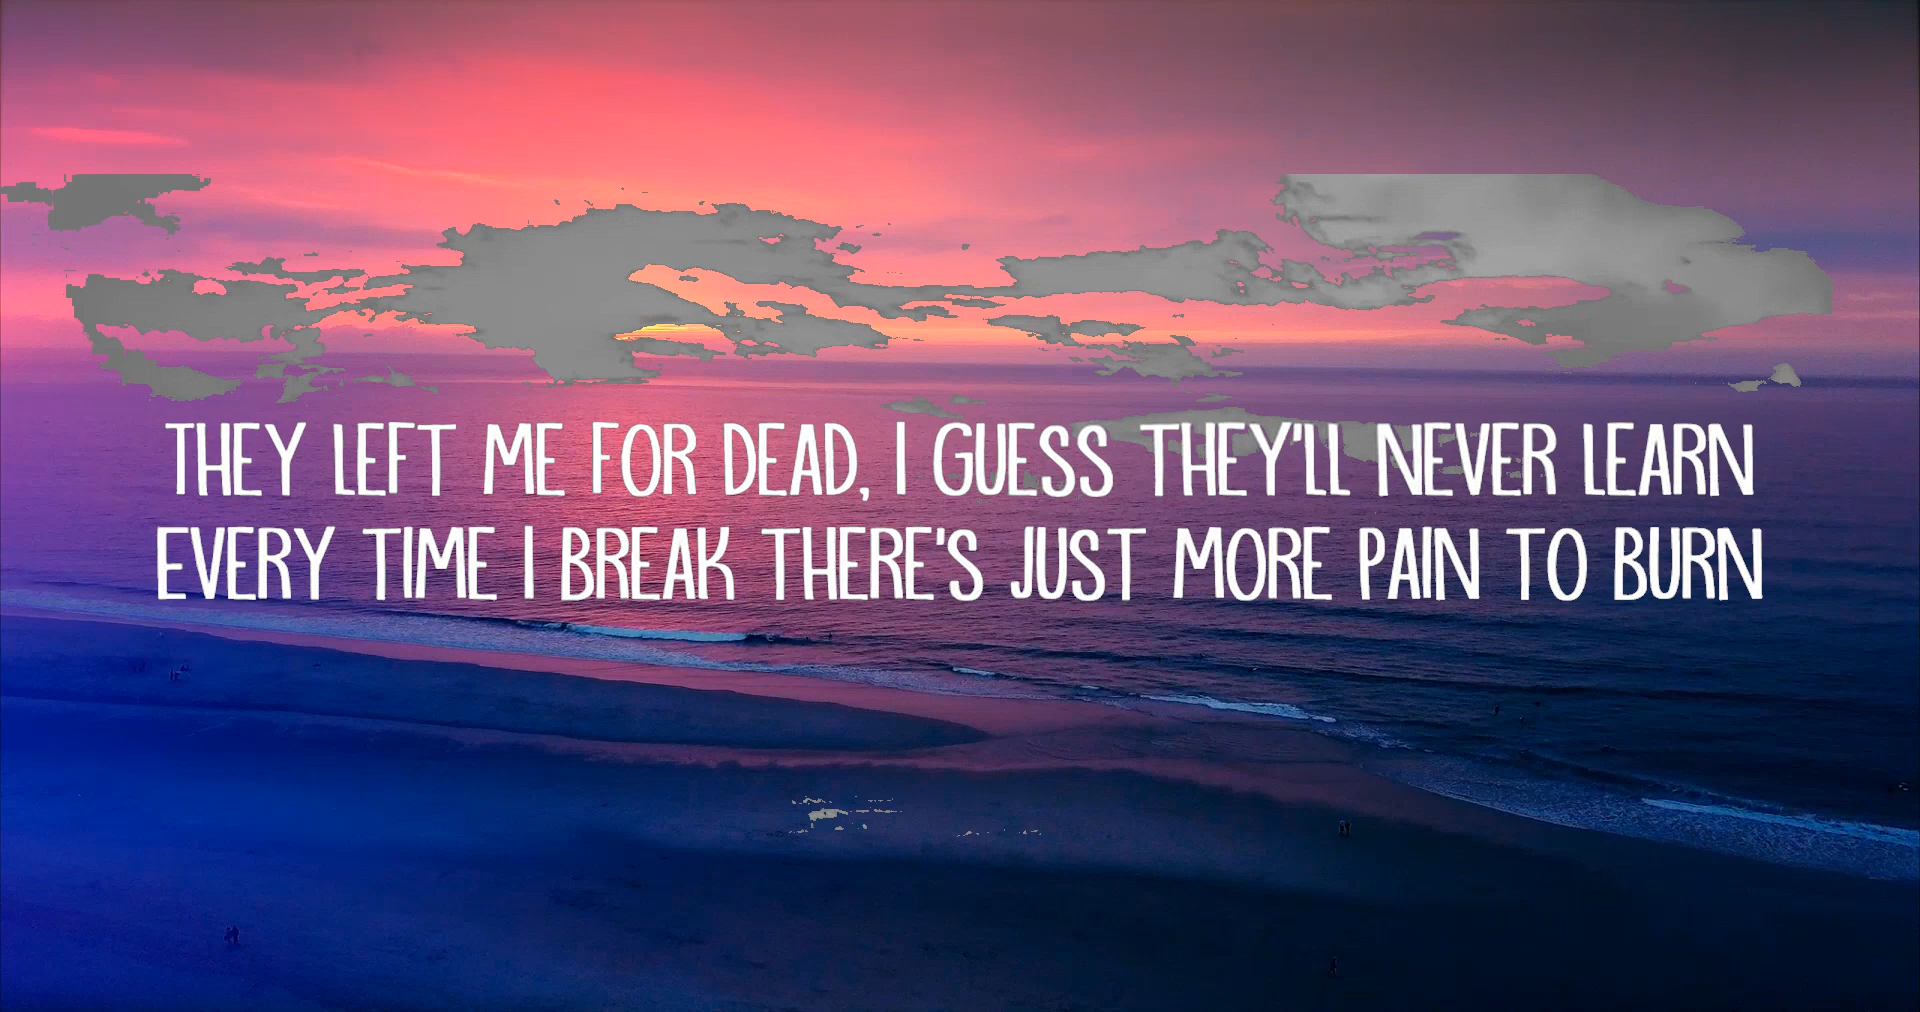 THEY LEFT ME FOR DEAD, I GUESS THEY'LL NEVER LEARN
EVERY TIME I BREAK THERE'S JUST MORE PAIN TO BURN